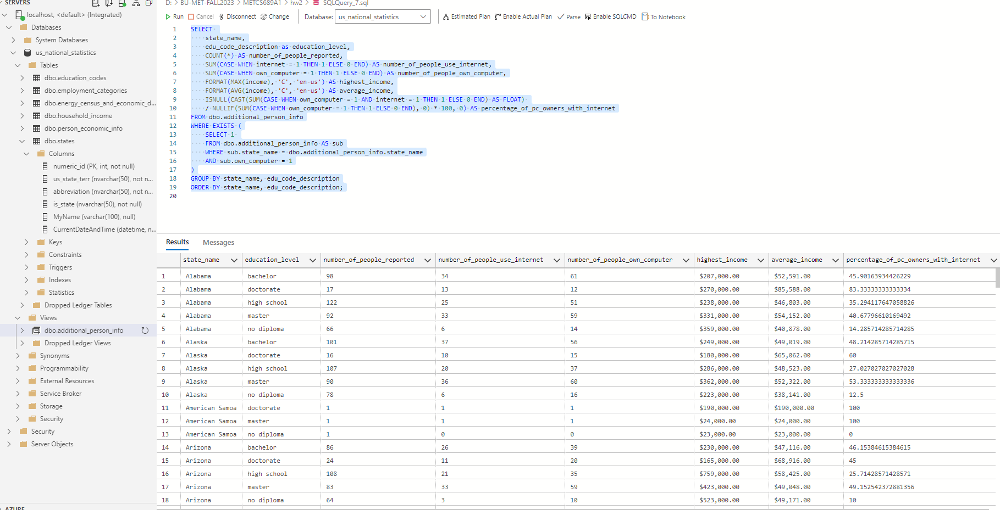 SERVERS
localhost, <default> (Integrated)
Databases
System Databases
us_national_statistics
Tables
dbo.education_codes
dbo.employment_categories
dbo.energy_census_and_economic_d...
dbo.household_income
dbo.person_economic_info
dbo.states
Columns
numeric_id (PK, int, not null)
us_state_terr (nvarchar(50), not n...
abbreviation (nvarchar(50), not n...
is_state (nvarchar(50), not null)
MyName (varchar(100), null)
CurrentDateAndTime (datetime, n...
Keys
Constraints
Triggers
Indexes
Statistics
Dropped Ledger Tables
Views
dbo.additional_person_info
Dropped Ledger Views
Synonyms
Programmability
External Resources
Service Broker
Storage
Security
Security
Server Objects
AZURE
D: > BU-MET-FALL2023 > METCS689A1 > hw2 > SQLQuery_7.sql
Run Cancel Disconnect Change Database: us_national_statistics Estimated Plan Enable Actual Plan Parse Enable SQLCMD To Notebook
1 SELECT
2 state_name,
3 edu_code_description as education_level,
4 COUNT(*) AS number_of_people_reported,
5 SUM(CASE WHEN internet = 1 THEN 1 ELSE 0 END) AS number_of_people_use_internet,
6 SUM(CASE WHEN own_computer = 1 THEN 1 ELSE 0 END) AS number_of_people_own_computer,
7 FORMAT(MAX(income), 'C', 'en-us') AS highest_income,
8 FORMAT(AVG(income), 'C', 'en-us') AS average_income,
9 ISNULL(CAST(SUM(CASE WHEN own_computer = 1 AND internet = 1 THEN 1 ELSE 0 END) AS FLOAT)
10 / NULLIF(SUM(CASE WHEN own_computer = 1 THEN 1 ELSE 0 END), 0) * 100, 0) AS percentage_of_pc_owners_with_internet
11 FROM dbo.additional_person_info
12 WHERE EXISTS (
13 SELECT 1
14 FROM dbo.additional_person_info AS sub
15 WHERE sub.state_name = dbo.additional_person_info.state_name
16 AND sub.own_computer = 1
17 )
18 GROUP BY state_name, edu_code_description
19 ORDER BY state_name, edu_code_description;
20
Results Messages
state_name education_level number_of_people_reported number_of_people_use_internet number_of_people_own_computer highest_income average_income percentage_of_pc_owners_with_internet
1 Alabama bachelor 98 34 61 $207,000.00 $52,591.00 45.90163934426229
2 Alabama doctorate 17 13 12 $270,000.00 $85,588.00 83.33333333333334
3 Alabama high school 122 25 51 $238,000.00 $46,803.00 35.294117647058826
4 Alabama master 92 33 59 $331,000.00 $54,152.00 40.67796610169492
5 Alabama no diploma 66 6 14 $359,000.00 $40,878.00 14.285714285714285
6 Alaska bachelor 101 37 56 $249,000.00 $49,019.00 48.214285714285715
7 Alaska doctorate 16 10 15 $180,000.00 $65,062.00 60
8 Alaska high school 107 20 37 $286,000.00 $48,523.00 27.027027027027028
9 Alaska master 90 36 60 $362,000.00 $52,322.00 53.333333333333336
10 Alaska no diploma 78 6 16 $223,000.00 $38,141.00 12.5
11 American Samoa doctorate 1 1 1 $190,000.00 $190,000.00 100
12 American Samoa master 1 1 1 $24,000.00 $24,000.00 100
13 American Samoa no diploma 1 0 0 $23,000.00 $23,000.00 0
14 Arizona bachelor 86 26 39 $230,000.00 $47,116.00 46.15384615384615
15 Arizona doctorate 24 11 20 $165,000.00 $68,916.00 45
16 Arizona high school 108 21 35 $759,000.00 $58,425.00 25.71428571428571
17 Arizona master 83 33 59 $423,000.00 $49,048.00 49.152542372881356
18 Arizona no diploma 64 3 10 $523,000.00 $49,171.00 10